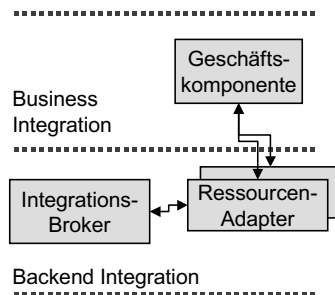 Geschäfts-
komponente
Business
Integration
Integrations-
Broker
Ressourcen-
Adapter
Backend Integration